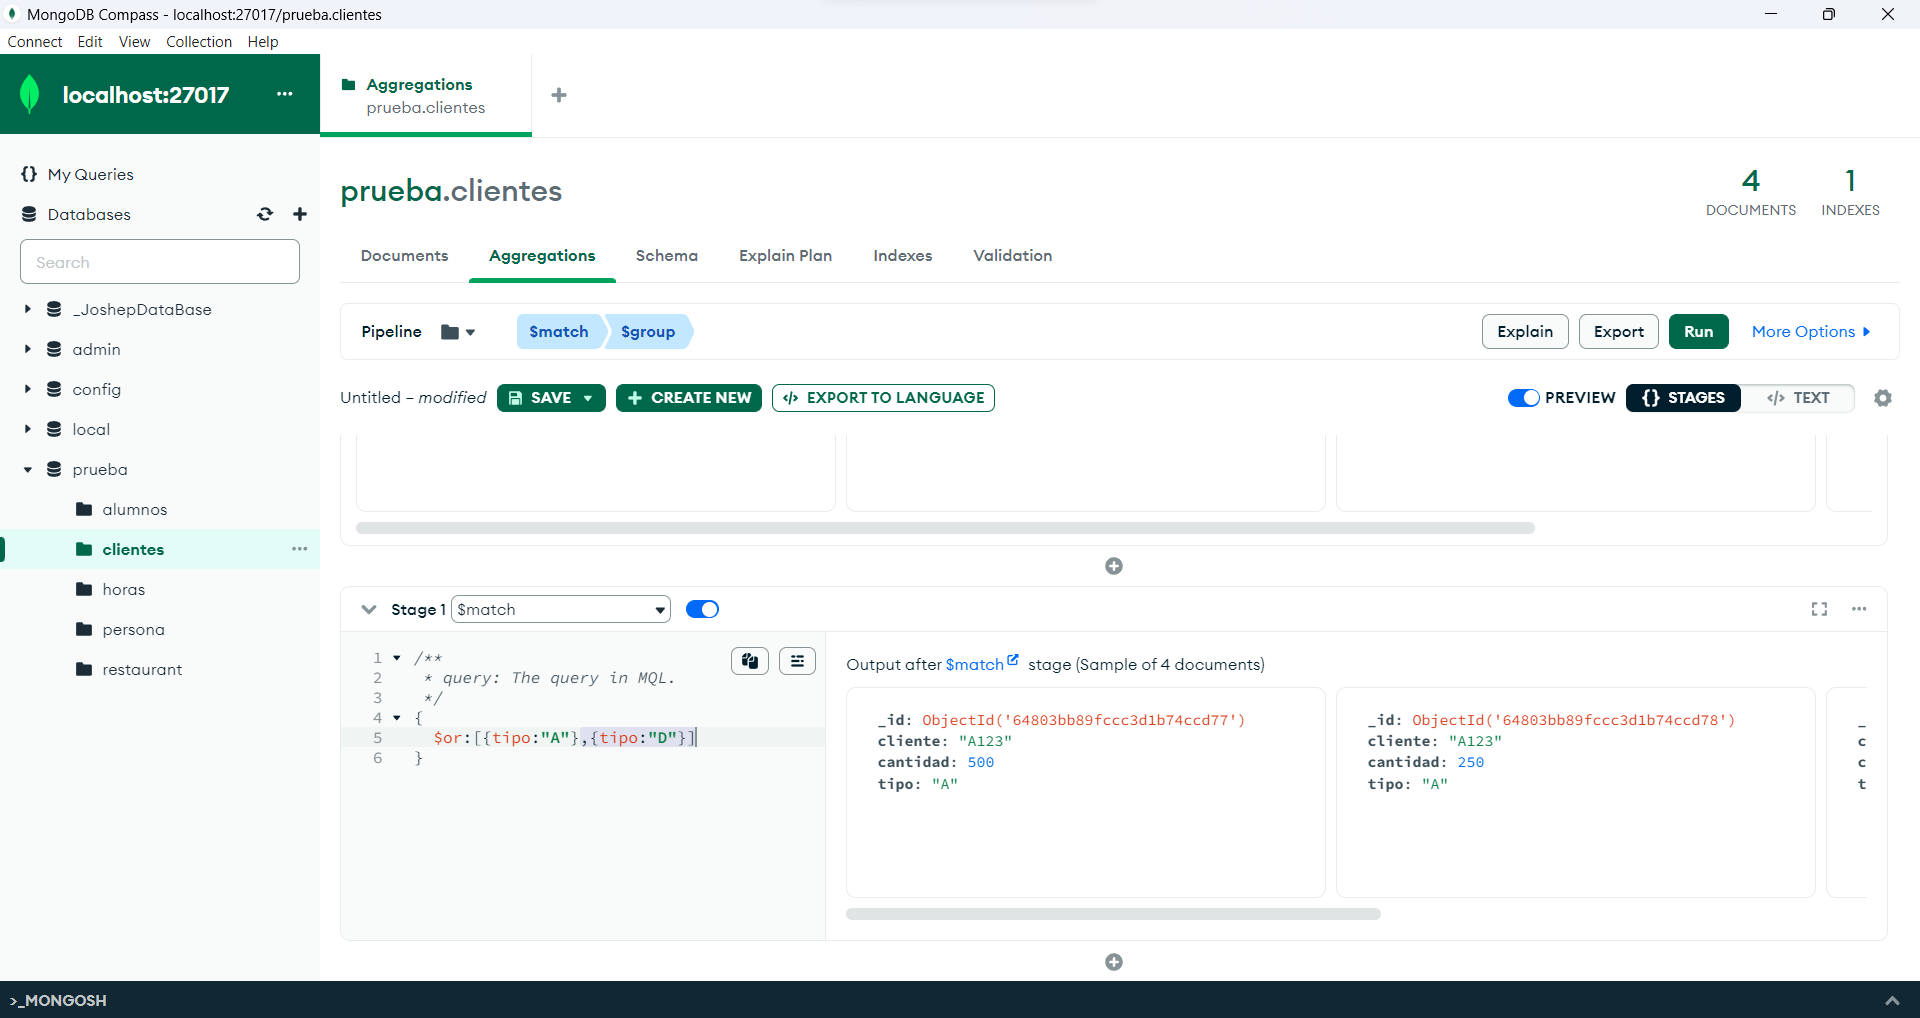 MongoDB Compass - localhost:27017/prueba.clientes
Connect Edit View Collection Help
localhost:27017
Aggregations
prueba.clientes
{} My Queries
Databases
Search
_JoshepDataBase
admin
config
local
prueba
alumnos
clientes
horas
persona
restaurant
prueba.clientes
4
DOCUMENTS
1
INDEXES
Documents Aggregations Schema Explain Plan Indexes Validation
Pipeline $match $group Explain Export Run More Options
Untitled – modified SAVE + CREATE NEW </> EXPORT TO LANGUAGE PREVIEW {} STAGES </> TEXT
Stage 1 $match
1 /**
2 * query: The query in MQL.
3 */
4 {
5 $or:[{tipo:"A"},{tipo:"D"}]
6 }
Output after $match stage (Sample of 4 documents)
_id: ObjectId('64803bb89fccc3d1b74ccd77')
cliente: "A123"
cantidad: 500
tipo: "A"
_id: ObjectId('64803bb89fccc3d1b74ccd78')
cliente: "A123"
cantidad: 250
tipo: "A"
_
c
c
t
>_MONGOSH